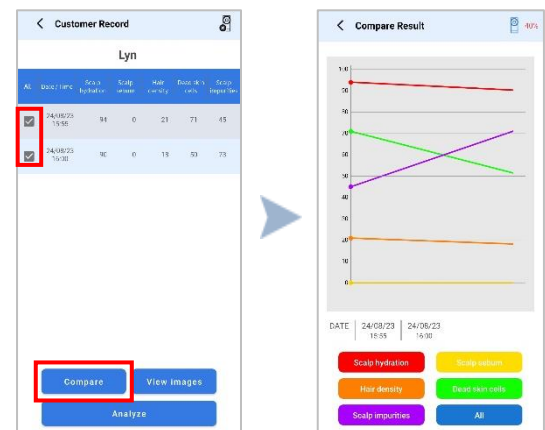 Customer Record
Lyn
All Date/Time Scalp hydration Scalp sebum Hair density Dead skin cells Scalp impurities
24/08/23 15:55 94 0 21 71 45
24/08/23 16:00 90 0 18
Compare View images
Analyze
Compare Result 40%
100
90
80
70
60
50
40
30
20
10
0
DATE 24/08/23 15:55 24/08/23 16:00
Scalp hydration Scalp sebum
Hair density Dead skin cells
Scalp impurities All